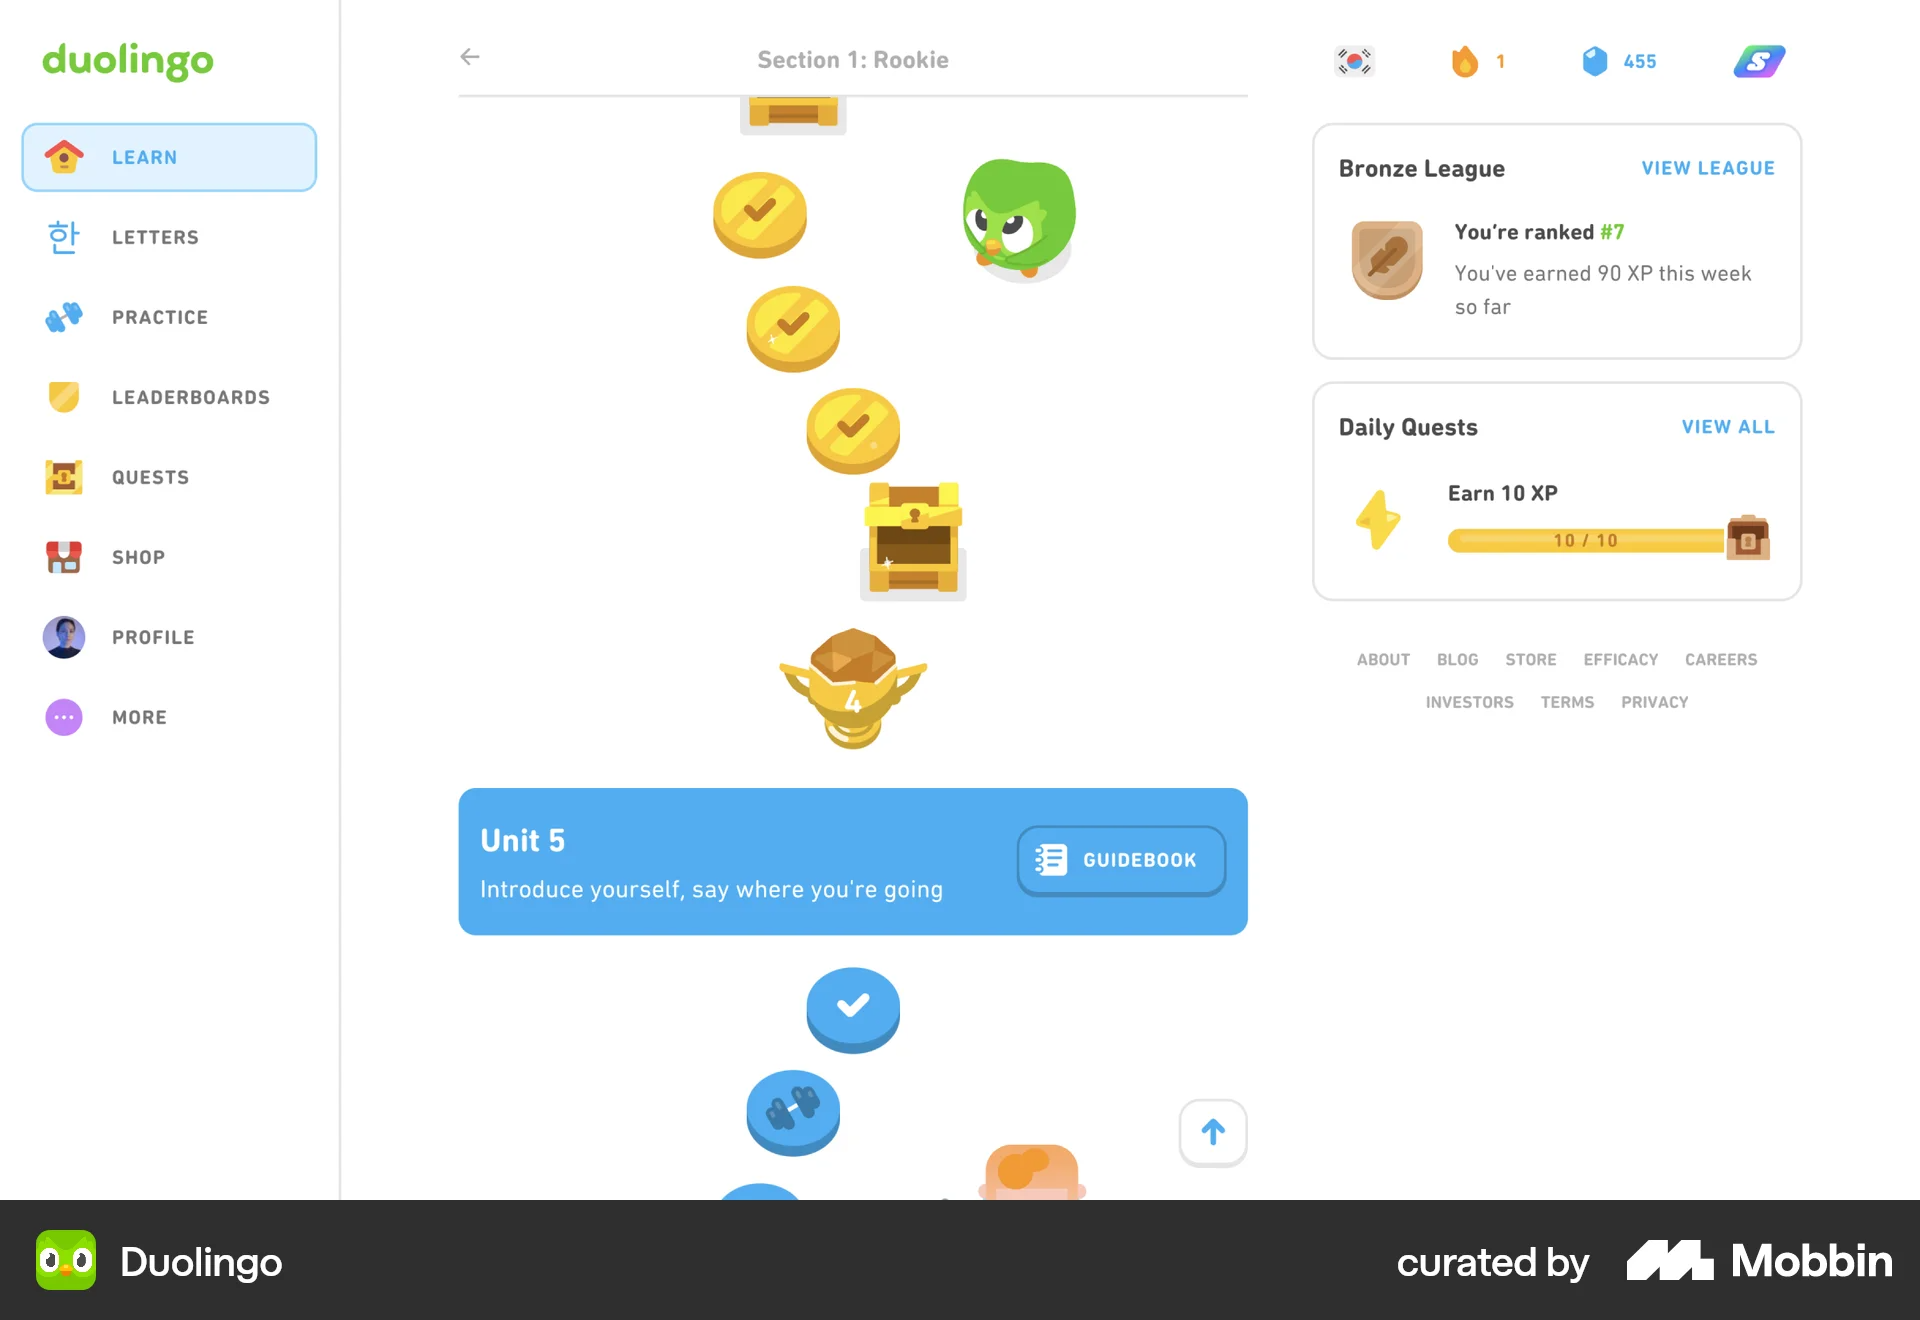 duolingo
LEARN
한
LETTERS
PRACTICE
LEADERBOARDS
QUESTS
SHOP
PROFILE
MORE
Section 1: Rookie
4
Unit 5
Introduce yourself, say where you're going
GUIDEBOOK
1
455
S
Bronze League
VIEW LEAGUE
You’re ranked #7
You've earned 90 XP this week
so far
Daily Quests
VIEW ALL
Earn 10 XP
10 / 10
ABOUT BLOG STORE EFFICACY CAREERS
INVESTORS TERMS PRIVACY
Duolingo
curated by Mobbin